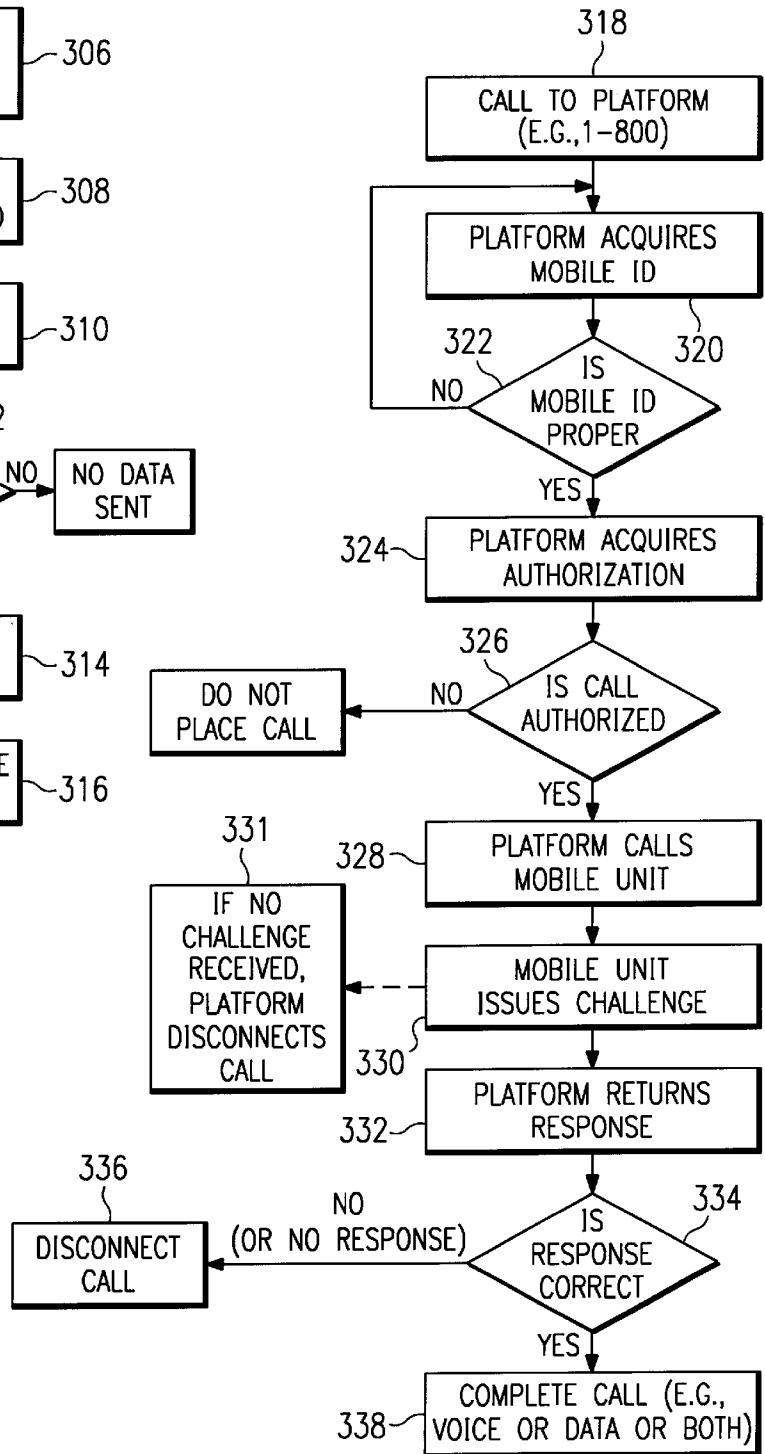 306
308
)
310
2
NO
NO DATA
SENT
314
E
316
318
CALL TO PLATFORM
(E.G.,1-800)
PLATFORM ACQUIRES
MOBILE ID
320
322
IS
MOBILE ID
PROPER
NO
YES
324
PLATFORM ACQUIRES
AUTHORIZATION
326
IS CALL
AUTHORIZED
NO
DO NOT
PLACE CALL
YES
328
PLATFORM CALLS
MOBILE UNIT
331
IF NO
CHALLENGE
RECEIVED,
PLATFORM
DISCONNECTS
CALL
MOBILE UNIT
ISSUES CHALLENGE
330
332
PLATFORM RETURNS
RESPONSE
334
IS
RESPONSE
CORRECT
NO
(OR NO RESPONSE)
336
DISCONNECT
CALL
YES
338
COMPLETE CALL (E.G.,
VOICE OR DATA OR BOTH)